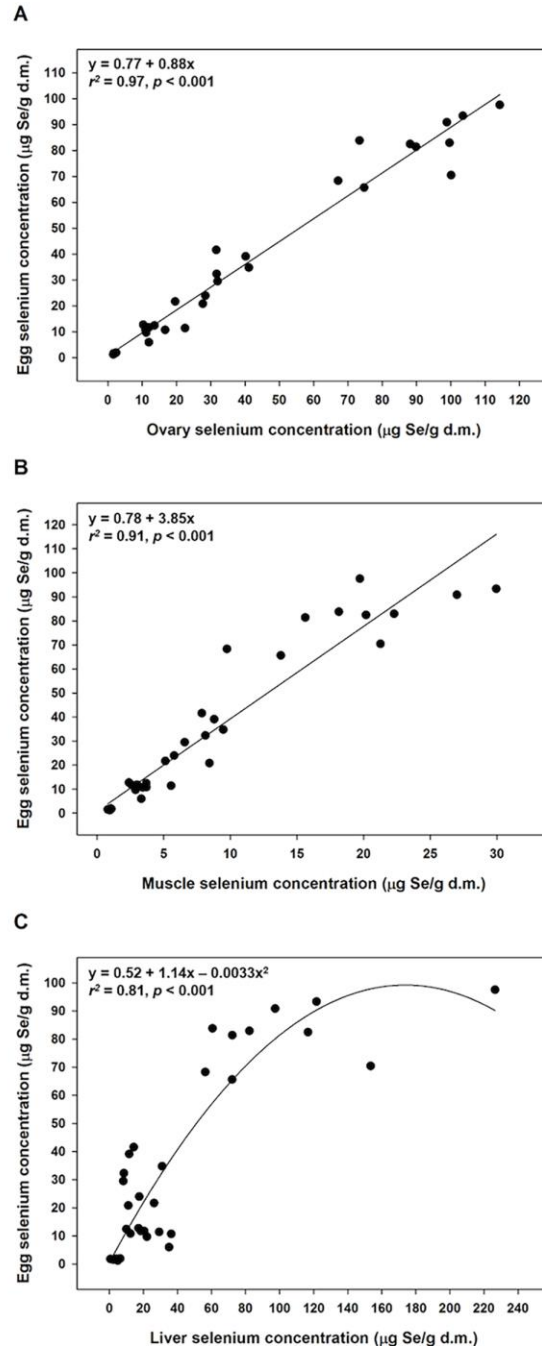 A
y = 0.77 + 0.88x
r² = 0.97, p < 0.001
110
100
90
80
70
60
50
40
30
20
10
0
Egg selenium concentration (μg Se/g d.m.)
0 10 20 30 40 50 60 70 80 90 100 110 120
Ovary selenium concentration (μg Se/g d.m.)
B
y = 0.78 + 3.85x
r² = 0.91, p < 0.001
120
110
100
90
80
70
60
50
40
30
20
10
0
Egg selenium concentration (μg Se/g d.m.)
0 5 10 15 20 25 30
Muscle selenium concentration (μg Se/g d.m.)
C
y = 0.52 + 1.14x – 0.0033x²
r² = 0.81, p < 0.001
100
90
80
70
60
50
40
30
20
10
0
Egg selenium concentration (μg Se/g d.m.)
0 20 40 60 80 100 120 140 160 180 200 220 240
Liver selenium concentration (μg Se/g d.m.)